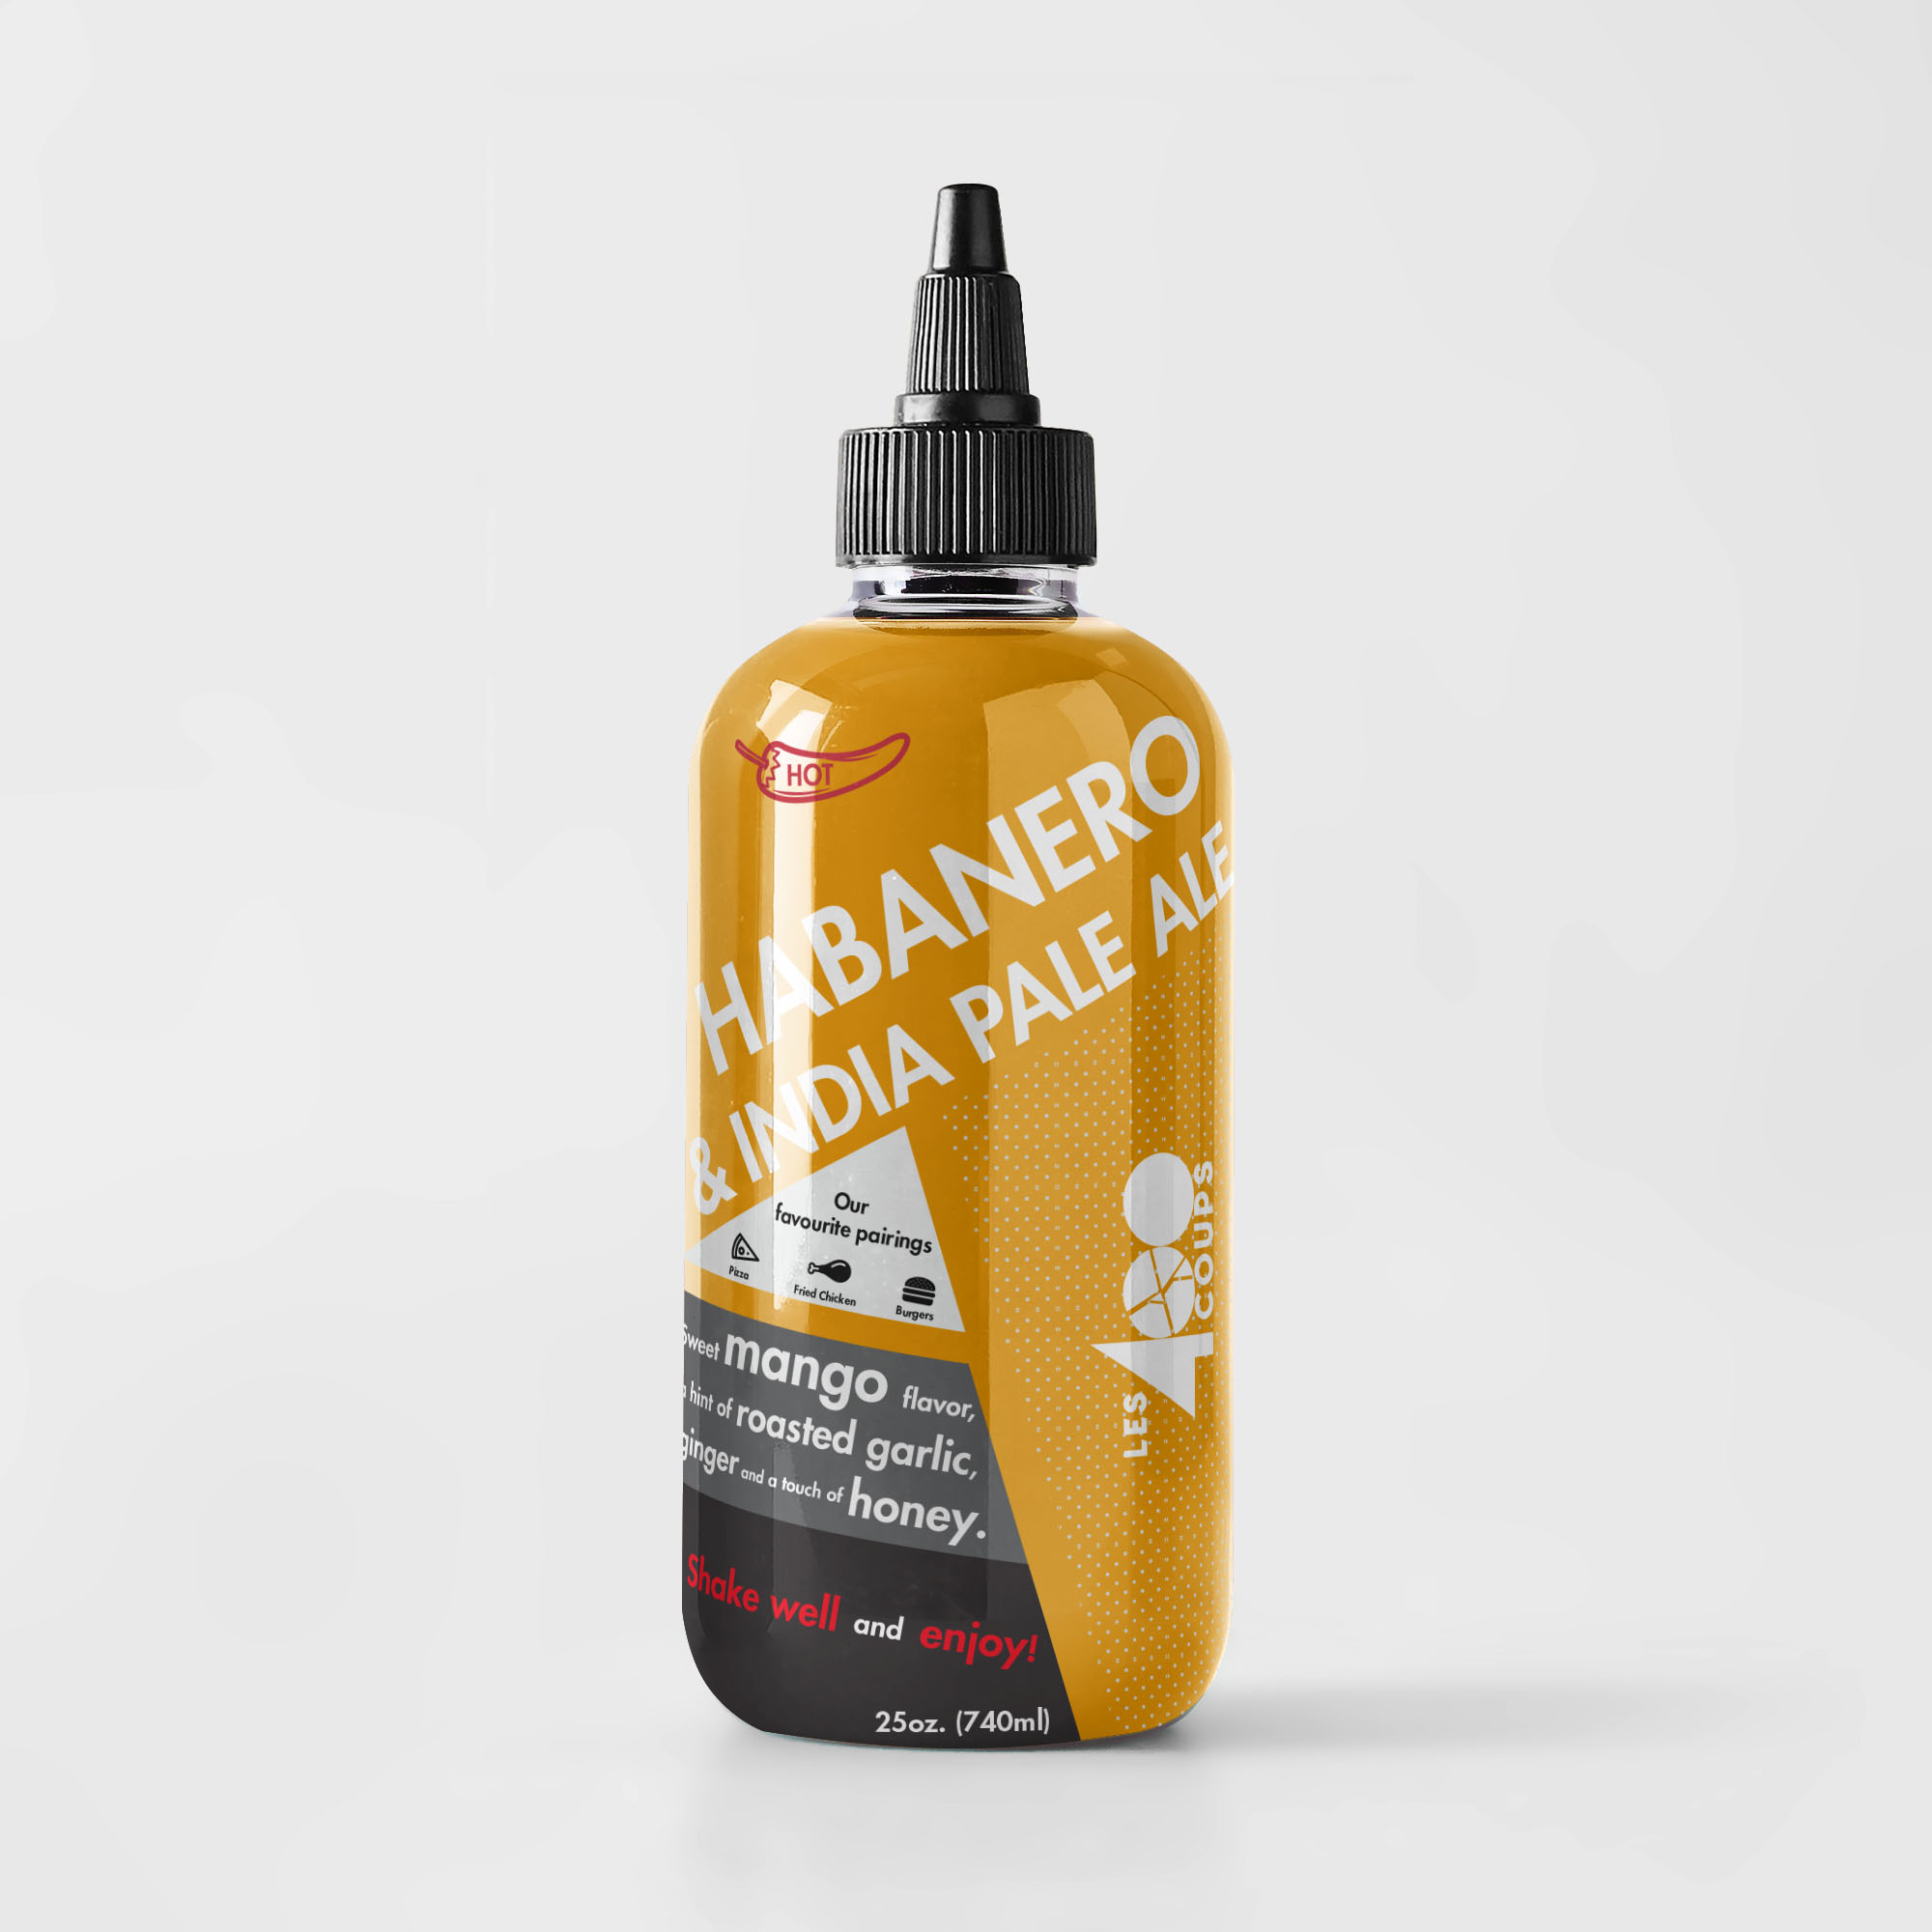 HOT
HABANERO
& INDIA PALE ALE
Our
favourite pairings
Pizza
Fried Chicken
Burgers
Sweet mango flavor,
a hint of roasted garlic,
ginger and a touch of honey.
Shake well and enjoy!
25oz. (740ml)
LES 400 COUPS